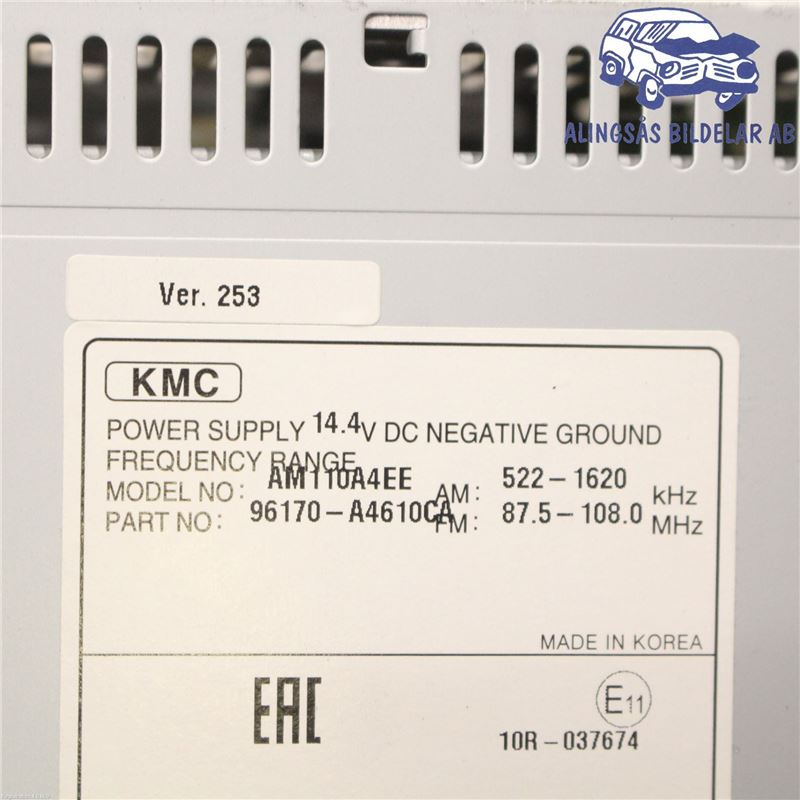 ALINGSÅS BILDELAR AB
Ver. 253
KMC
POWER SUPPLY 14.4V DC NEGATIVE GROUND
FREQUENCY RANGE
MODEL NO: AM110A4EE AM: 522-1620 kHz
PART NO: 96170-A4610CA FM: 87.5-108.0 MHz
MADE IN KOREA
EAC
E11
10R-037674